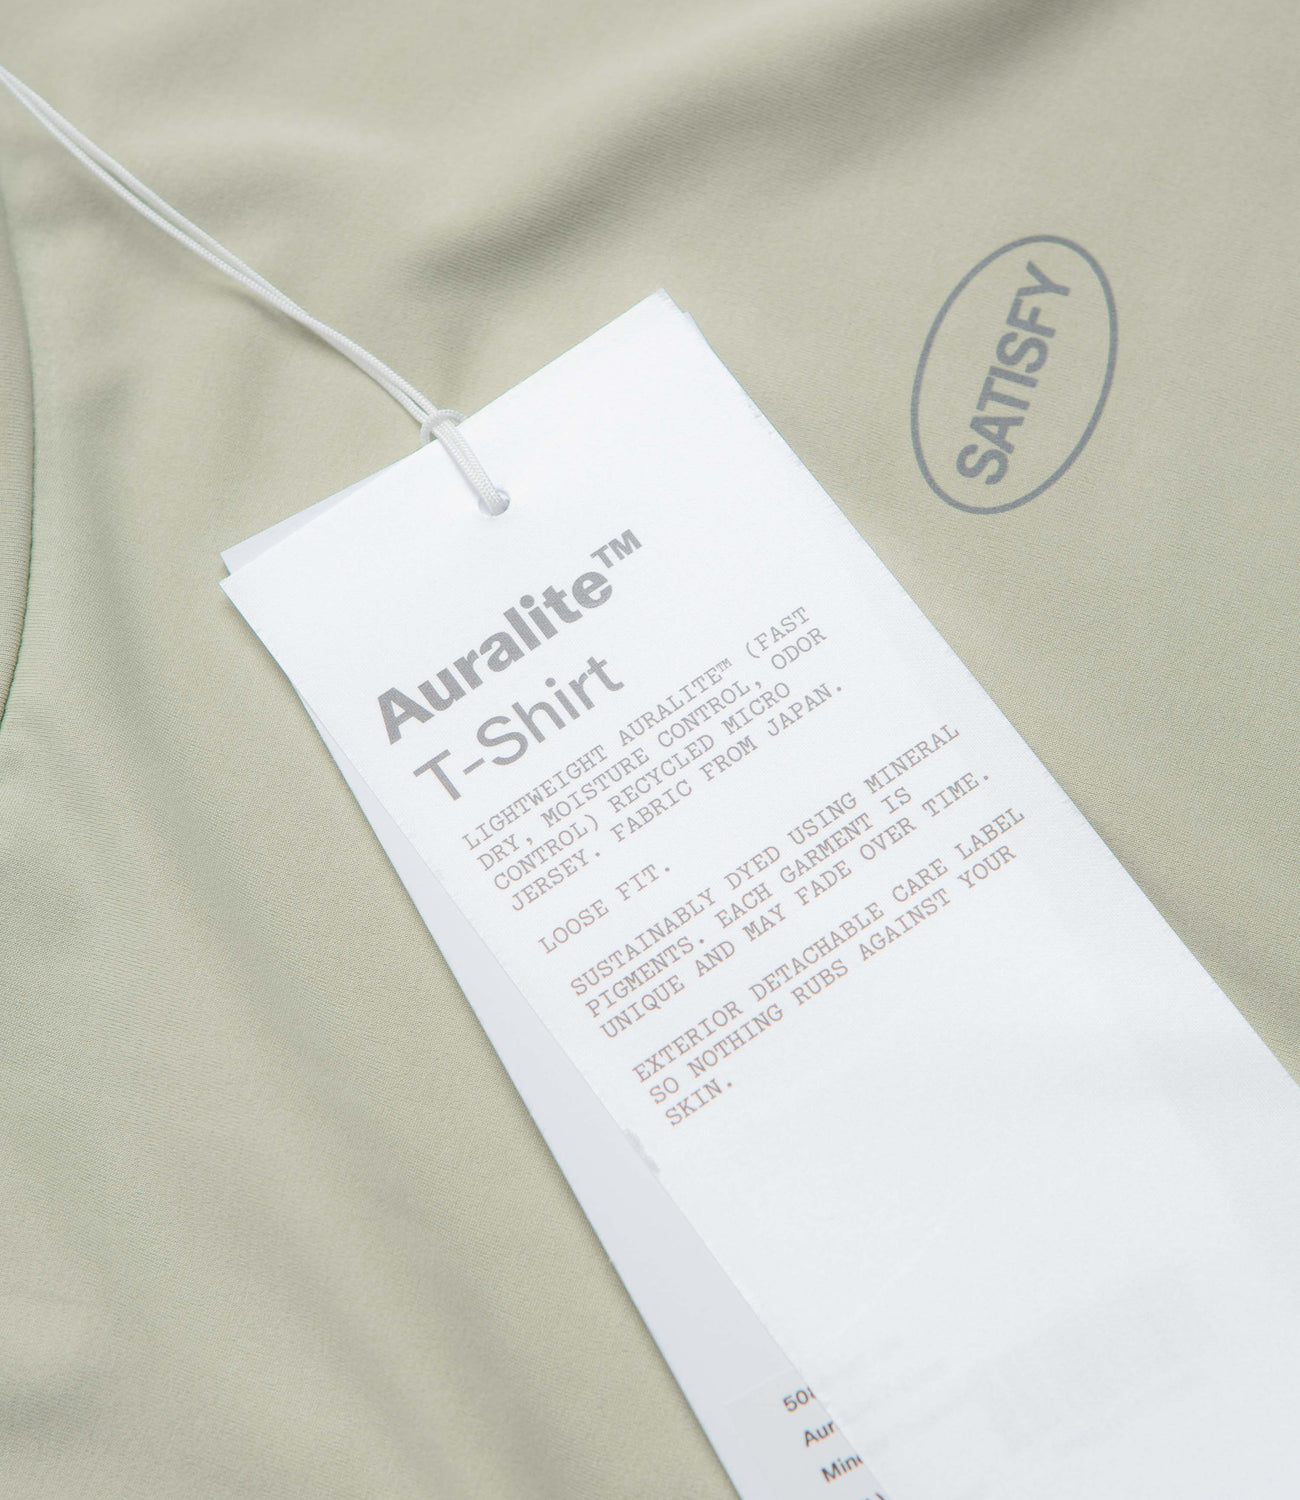 SATISFY
Auralite™
T-Shirt
LIGHTWEIGHT AURALITE™ (FAST
DRY, MOISTURE CONTROL, ODOR
CONTROL) RECYCLED MICRO
JERSEY. FABRIC FROM JAPAN.
LOOSE FIT.
SUSTAINABLY DYED USING MINERAL
PIGMENTS. EACH GARMENT IS
UNIQUE AND MAY FADE OVER TIME.
EXTERIOR DETACHABLE CARE LABEL
SO NOTHING RUBS AGAINST YOUR
SKIN.